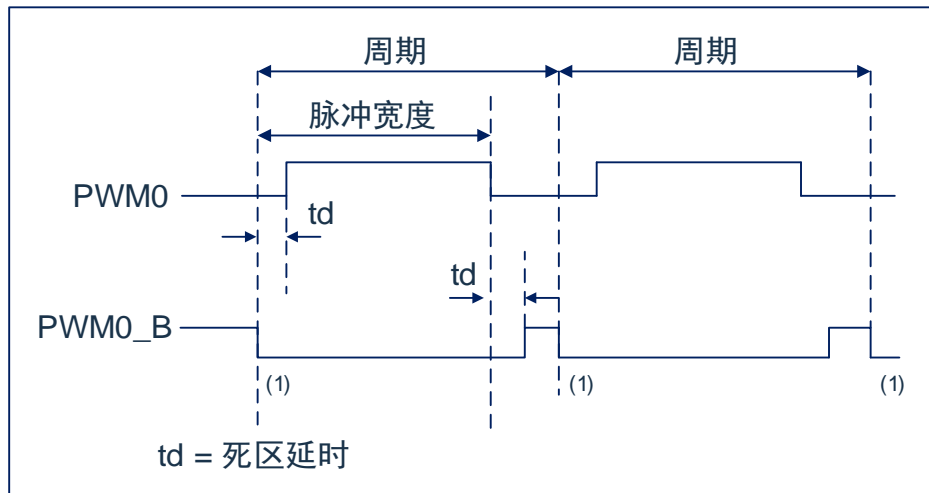 周期 周期
脉冲宽度
PWM0
td
td
PWM0_B
(1) (1) (1)
td = 死区延时